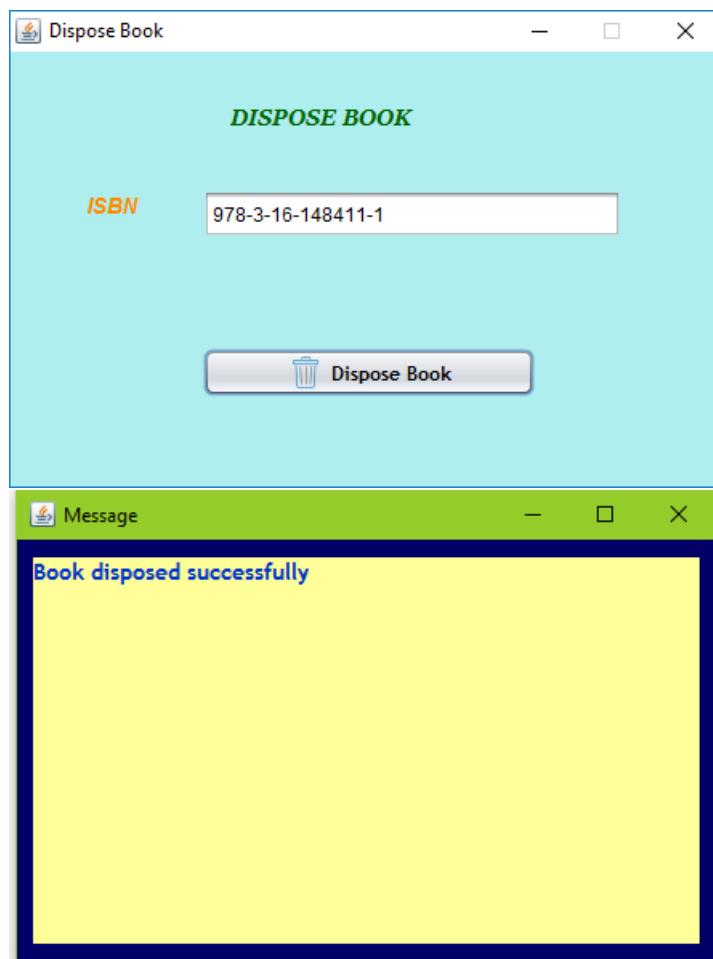 Dispose Book
DISPOSE BOOK
ISBN
978-3-16-148411-1
Dispose Book
Message
Book disposed successfully